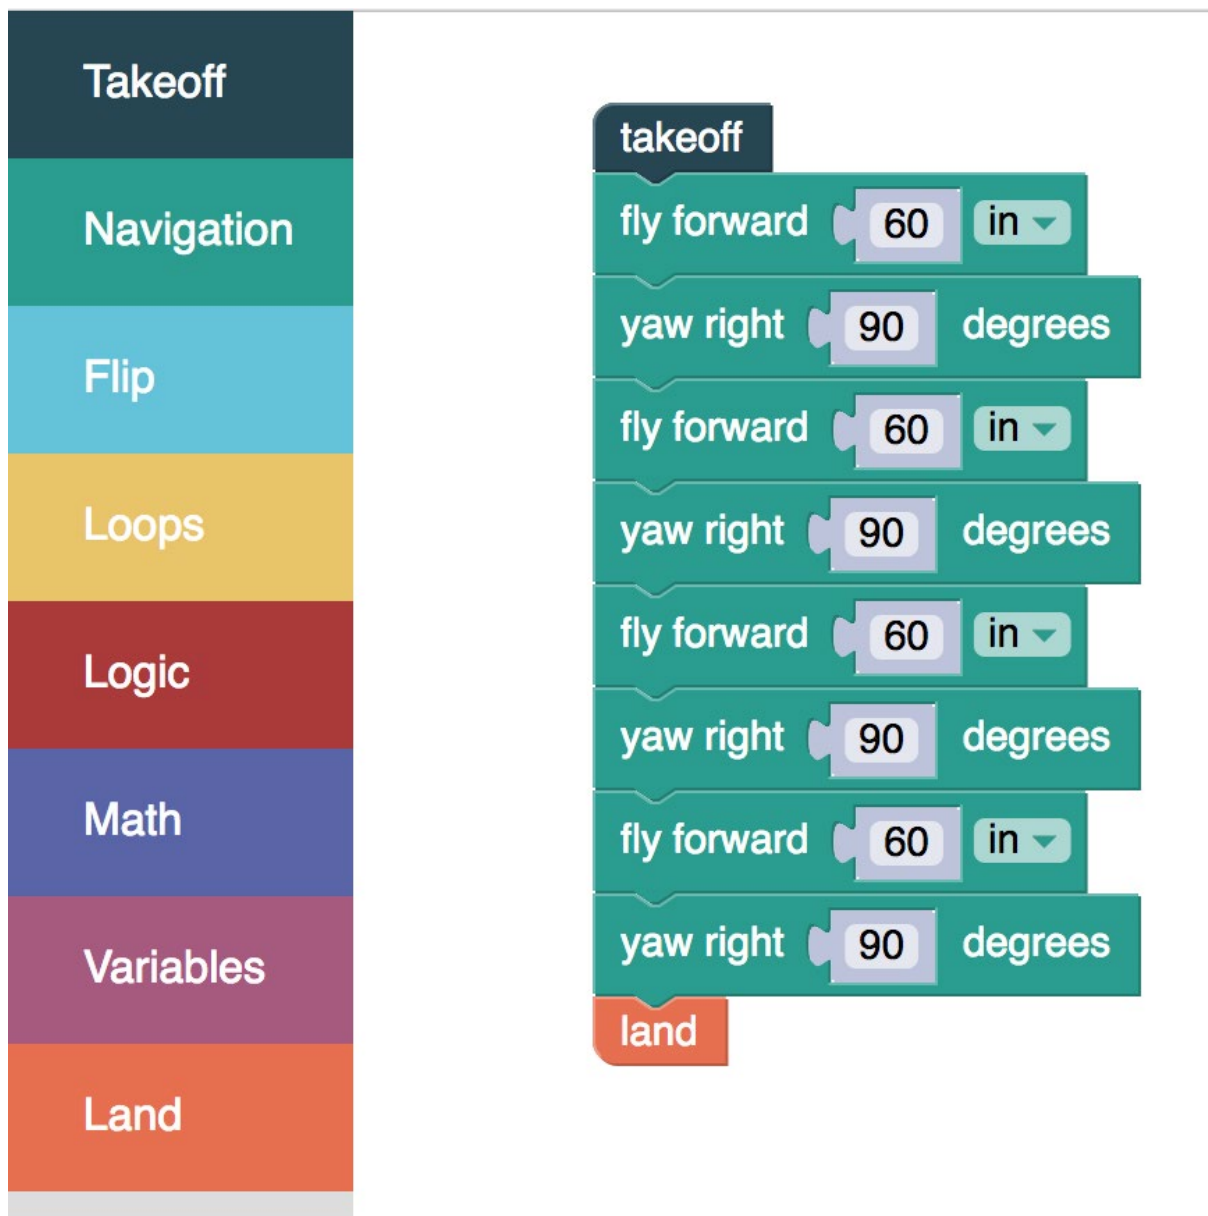 Takeoff
Navigation
Flip
Loops
Logic
Math
Variables
Land
takeoff
fly forward 60 in
yaw right 90 degrees
fly forward 60 in
yaw right 90 degrees
fly forward 60 in
yaw right 90 degrees
fly forward 60 in
yaw right 90 degrees
land